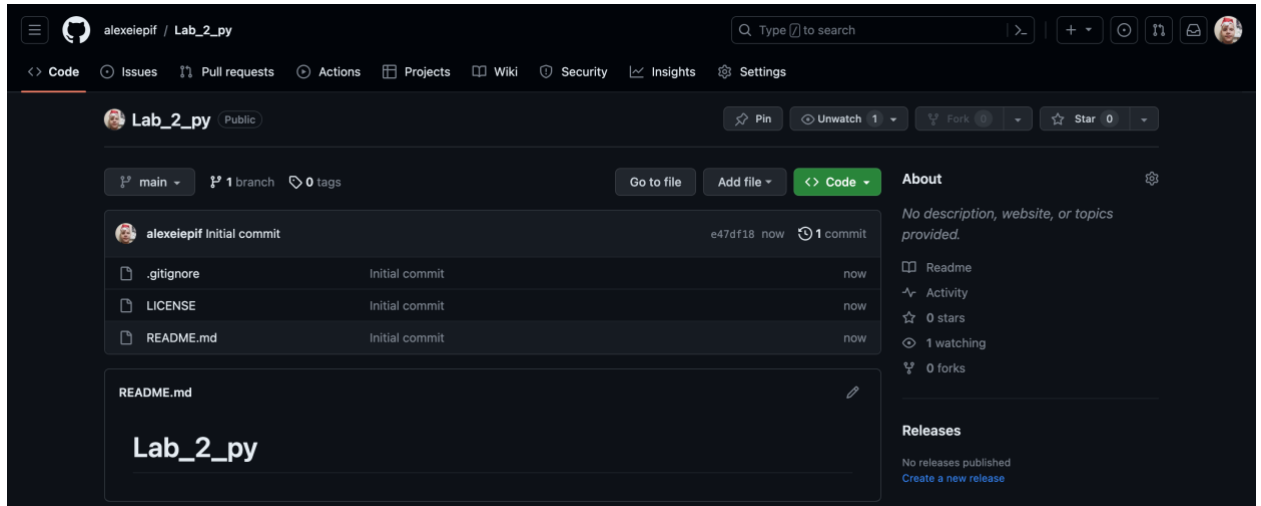 alexeiepif / Lab_2_py
Type / to search
Code Issues Pull requests Actions Projects Wiki Security Insights Settings
Lab_2_py Public
Pin Unwatch 1 Fork 0 Star 0
main 1 branch 0 tags
Go to file Add file Code
alexeiepif Initial commit e47df18 now 1 commit
.gitignore Initial commit now
LICENSE Initial commit now
README.md Initial commit now
README.md
Lab_2_py
About
No description, website, or topics
provided.
Readme
Activity
0 stars
1 watching
0 forks
Releases
No releases published
Create a new release